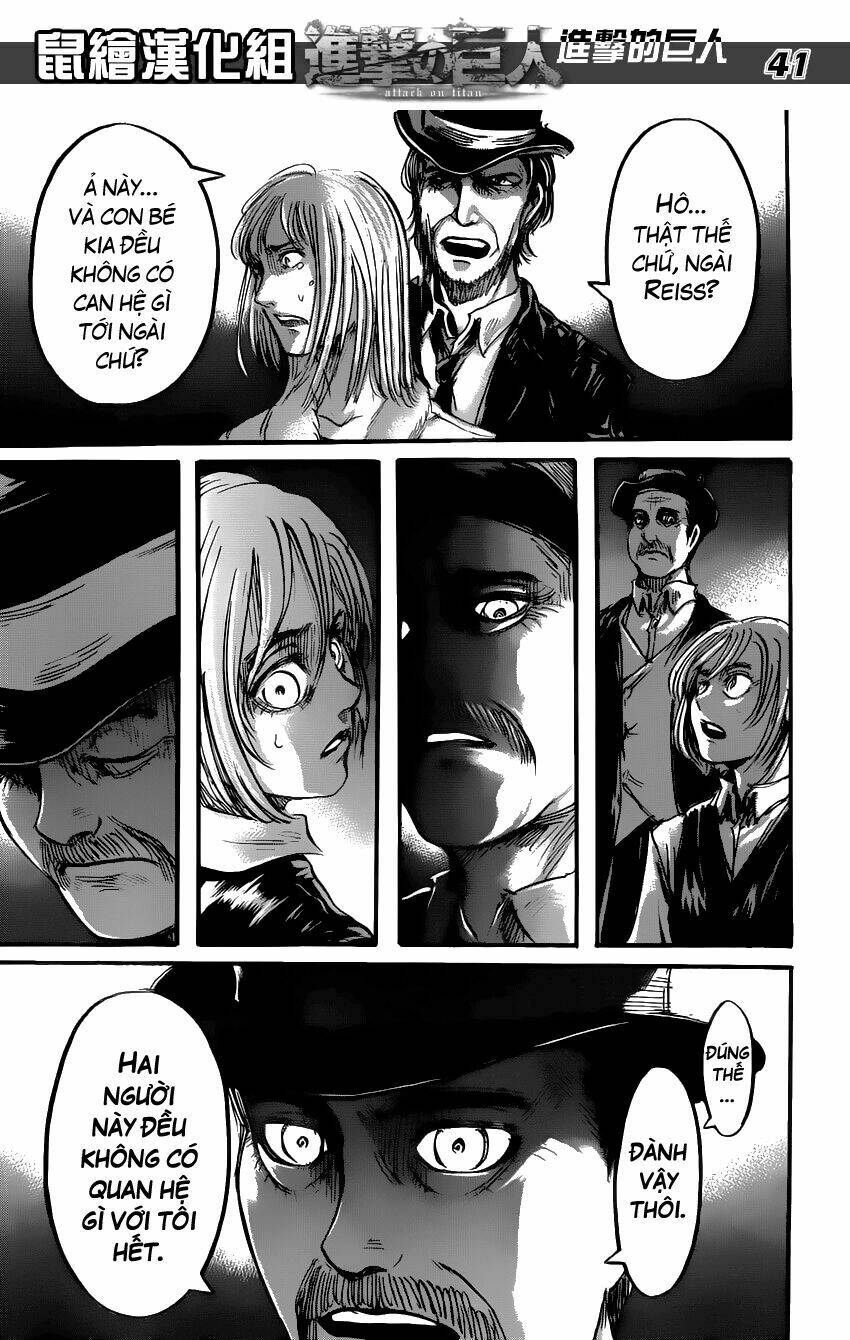 鼠繪漢化組
進撃の巨人
attack on titan
進擊的巨人
41
HÔ...
THẬT THẾ
CHỨ, NGÀI
REISS?
Ả NÀY...
VÀ CON BÉ
KIA ĐỀU
KHÔNG CÓ
CAN HỆ GÌ
TỚI NGÀI
CHỨ?
ĐÚNG
THẾ
...
ĐÀNH
VẬY
THÔI.
HAI
NGƯỜI
NÀY ĐỀU
KHÔNG CÓ
QUAN HỆ
GÌ VỚI TÔI
HẾT.